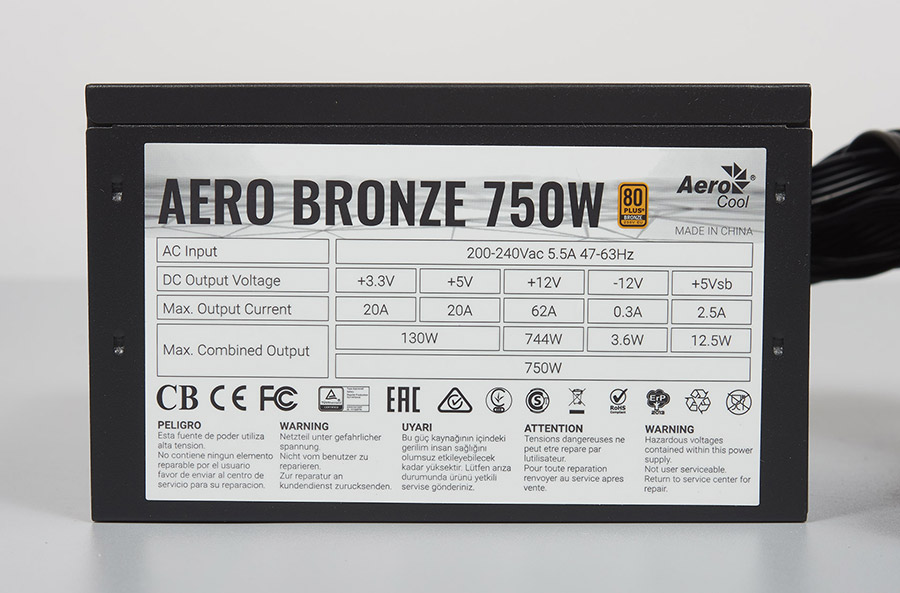 AERO BRONZE 750W
80
PLUS
BRONZE
Aero
Cool
®
MADE IN CHINA
AC Input 200-240Vac 5.5A 47-63Hz
DC Output Voltage +3.3V +5V +12V -12V +5Vsb
Max. Output Current 20A 20A 62A 0.3A 2.5A
Max. Combined Output 130W 744W 3.6W 12.5W
750W
CB CE FC EAC
RoHS
ErP
PELIGRO
Esta fuente de poder utiliza
alta tension.
No contiene ningun elemento
reparable por el usuario
favor de enviar al centro de
servicio para su reparacion.
WARNING
Netzteil unter gefahrlicher
spannung.
Nicht vom benutzer zu
reparieren.
Zur reparatur an
kundendienst zurucksenden.
UYARI
Bu güç kaynağının içindeki
gerilim insan sağlığını
olumsuz etkileyebilecek
kadar yüksektir. Lütfen arıza
durumunda ürünü yetkili
servise gönderiniz.
ATTENTION
Tensions dangereuses ne
peut etre repare par
lutilisateur.
Pour toute reparation
renvoyer au service apres
vente.
WARNING
Hazardous voltages
contained within this power
supply.
Not user serviceable.
Return to service center for
repair.